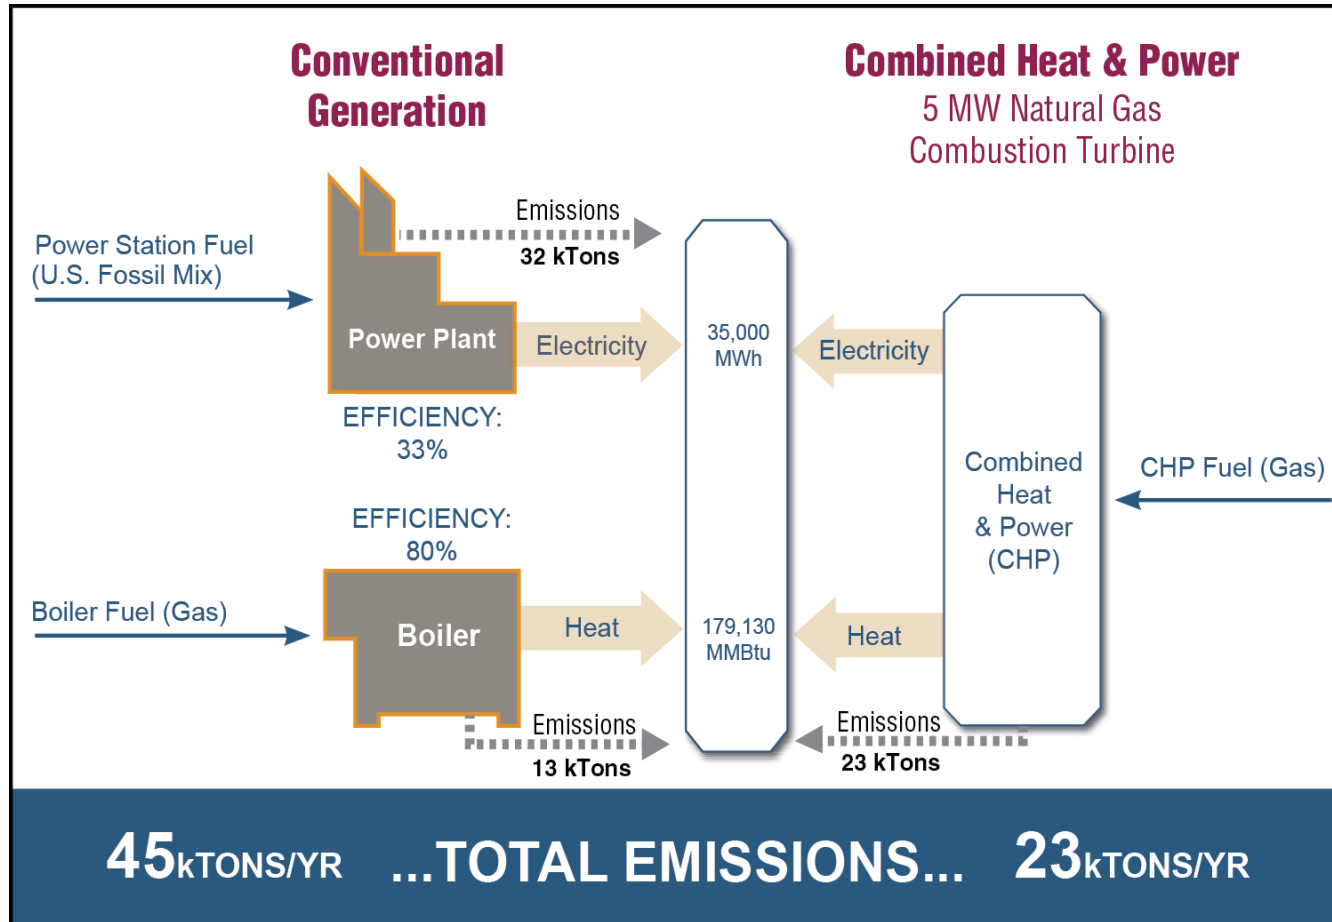 Conventional
Generation
Combined Heat & Power
5 MW Natural Gas
Combustion Turbine
Emissions
32 kTons
Power Station Fuel
(U.S. Fossil Mix)
Power Plant
Electricity
35,000
MWh
Electricity
EFFICIENCY:
33%
Combined
Heat
& Power
(CHP)
CHP Fuel (Gas)
EFFICIENCY:
80%
Boiler Fuel (Gas)
Boiler
Heat
179,130
MMBtu
Heat
Emissions
13 kTons
Emissions
23 kTons
45kTONS/YR ...TOTAL EMISSIONS... 23kTONS/YR